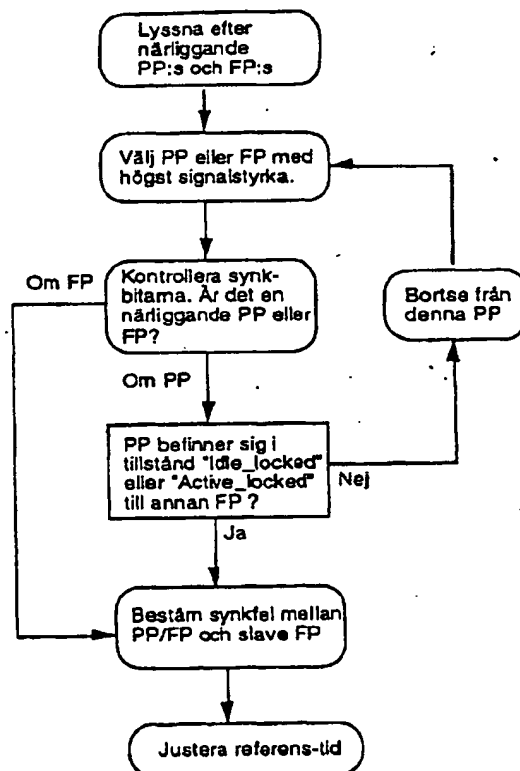 Lyssna efter
närliggande
PP:s och FP:s
Välj PP eller FP med
högst signalstyrka.
Om FP
Kontrollera synk-
bitarna. Är det en
närliggande PP eller
FP?
Bortse från
denna PP
Om PP
PP befinner sig i
tillstånd "Idle_locked"
eller "Active_locked"
till annan FP ?
Nej
Ja
Bestäm synkfel mellan
PP/FP och slave FP
Justera referens-tid